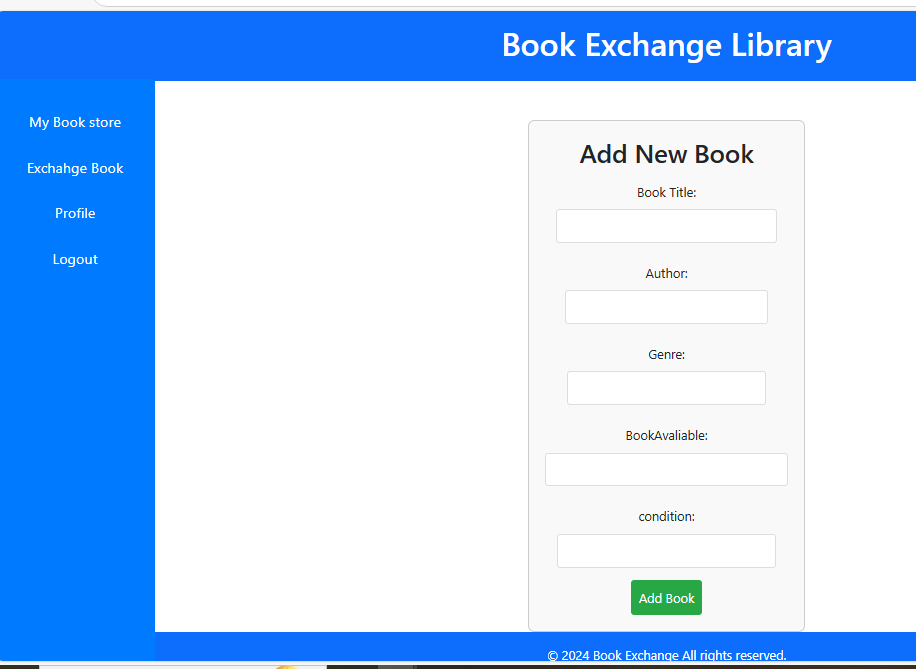 Book Exchange Library
My Book store
Exchahge Book
Profile
Logout
Add New Book
Book Title:
Author:
Genre:
BookAvaliable:
condition:
Add Book
© 2024 Book Exchange All rights reserved.